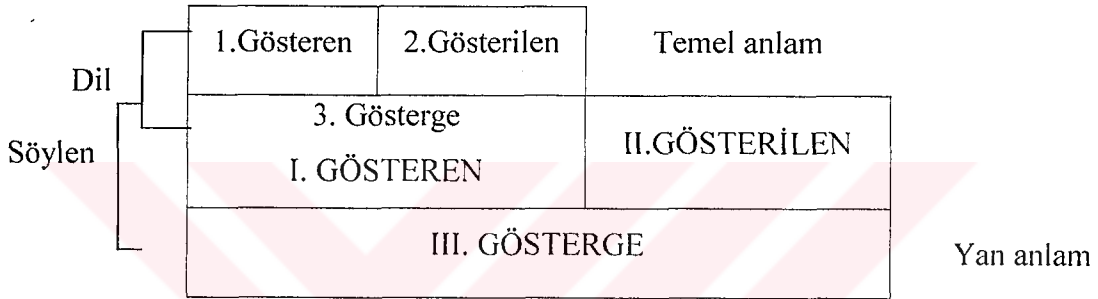 1.Gösteren 2.Gösterilen Temel anlam
Dil
3. Gösterge
Söylen
I. GÖSTEREN II.GÖSTERİLEN
III. GÖSTERGE
Yan anlam